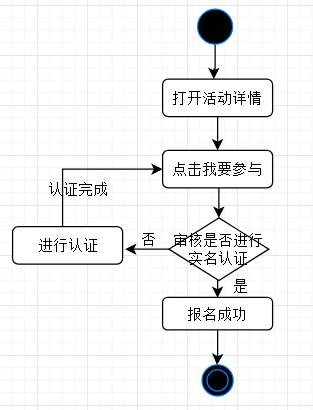 打开活动详情
点击我要参与
认证完成
审核是否进行
实名认证
否
进行认证
是
报名成功